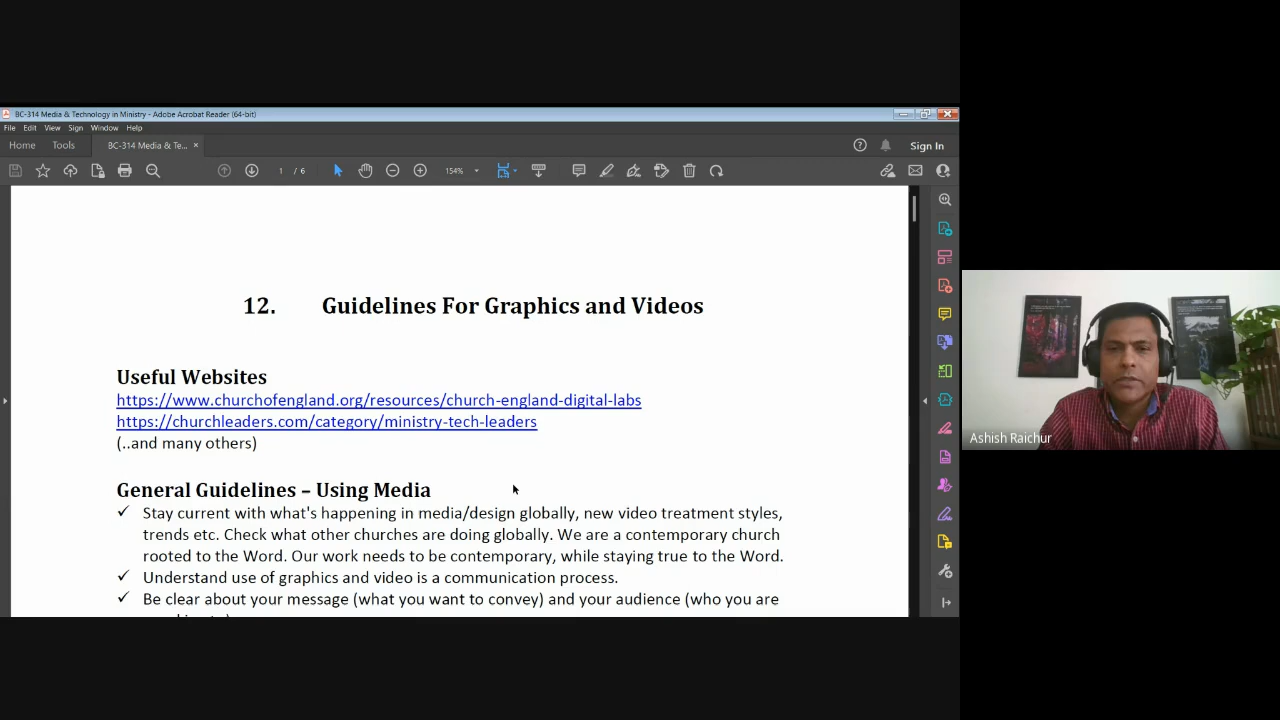 BC-314 Media & Technology in Ministry - Adobe Acrobat Reader (64-bit)
File Edit View Sign Window Help
Home Tools BC-314 Media & Te... × Sign In
1 / 6 154%
12. Guidelines For Graphics and Videos
Useful Websites
https://www.churchofengland.org/resources/church-england-digital-labs
https://churchleaders.com/category/ministry-tech-leaders
(..and many others)
General Guidelines – Using Media
✓ Stay current with what's happening in media/design globally, new video treatment styles,
trends etc. Check what other churches are doing globally. We are a contemporary church
rooted to the Word. Our work needs to be contemporary, while staying true to the Word.
✓ Understand use of graphics and video is a communication process.
✓ Be clear about your message (what you want to convey) and your audience (who you are
Ashish Raichur